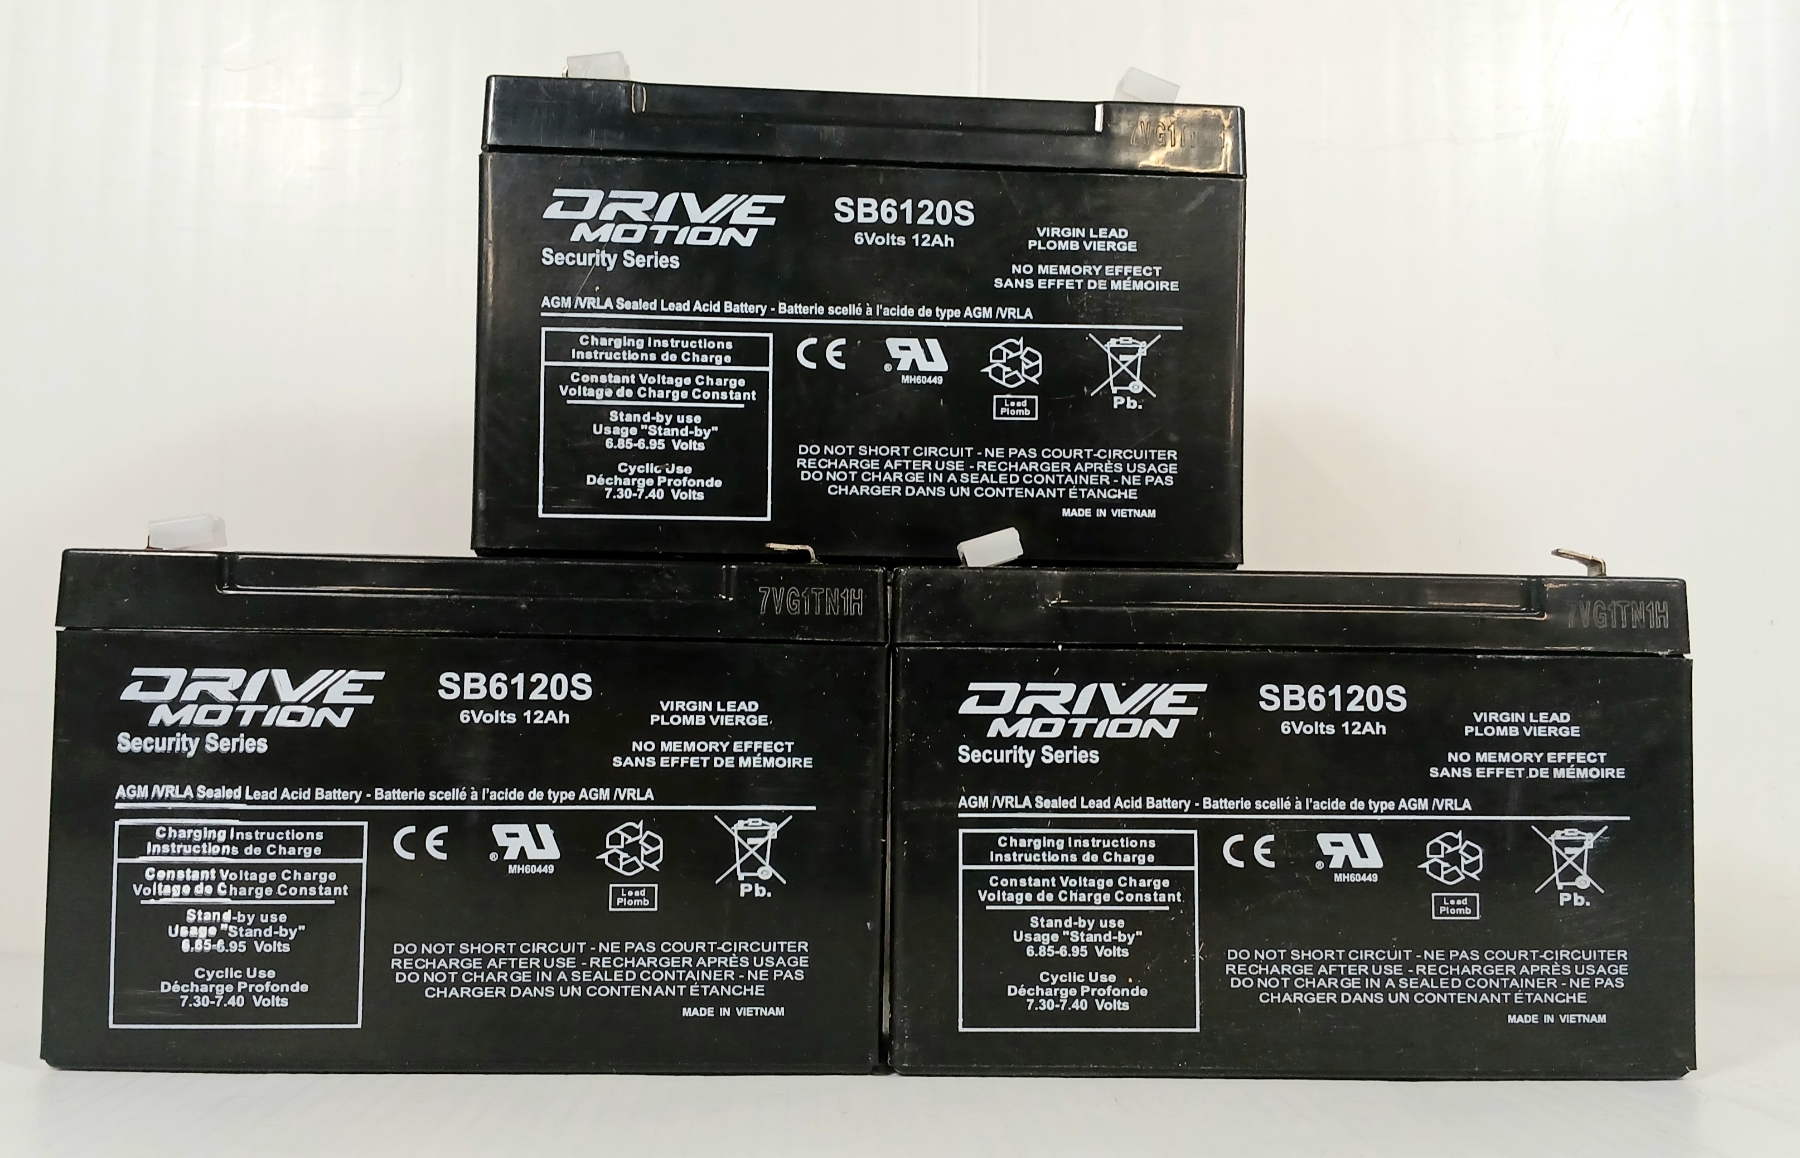 DRIVE
MOTION
Security Series
SB6120S
6Volts 12Ah
VIRGIN LEAD
PLOMB VIERGE
NO MEMORY EFFECT
SANS EFFET DE MÉMOIRE
AGM /VRLA Sealed Lead Acid Battery - Batterie scellé à l'acide de type AGM /VRLA
Charging Instructions
Instructions de Charge
Constant Voltage Charge
Voltage de Charge Constant
Stand-by use
Usage "Stand-by"
6.85-6.95 Volts
Cyclic Use
Décharge Profonde
7.30-7.40 Volts
CE
RU
®
MH60449
Lead
Plomb
Pb.
DO NOT SHORT CIRCUIT - NE PAS COURT-CIRCUITER
RECHARGE AFTER USE - RECHARGER APRÈS USAGE
DO NOT CHARGE IN A SEALED CONTAINER - NE PAS
CHARGER DANS UN CONTENANT ÉTANCHE
MADE IN VIETNAM
7VG1TN1H
DRIVE
MOTION
Security Series
SB6120S
6Volts 12Ah
VIRGIN LEAD
PLOMB VIERGE
NO MEMORY EFFECT
SANS EFFET DE MÉMOIRE
AGM /VRLA Sealed Lead Acid Battery - Batterie scellé à l'acide de type AGM /VRLA
Charging Instructions
Instructions de Charge
Constant Voltage Charge
Voltage de Charge Constant
Stand-by use
Usage "Stand-by"
6.85-6.95 Volts
Cyclic Use
Décharge Profonde
7.30-7.40 Volts
CE
RU
®
MH60449
Lead
Plomb
Pb.
DO NOT SHORT CIRCUIT - NE PAS COURT-CIRCUITER
RECHARGE AFTER USE - RECHARGER APRÈS USAGE
DO NOT CHARGE IN A SEALED CONTAINER - NE PAS
CHARGER DANS UN CONTENANT ÉTANCHE
MADE IN VIETNAM
7VG1TN1H
DRIVE
MOTION
Security Series
SB6120S
6Volts 12Ah
VIRGIN LEAD
PLOMB VIERGE
NO MEMORY EFFECT
SANS EFFET DE MÉMOIRE
AGM /VRLA Sealed Lead Acid Battery - Batterie scellé à l'acide de type AGM /VRLA
Charging Instructions
Instructions de Charge
Constant Voltage Charge
Voltage de Charge Constant
Stand-by use
Usage "Stand-by"
6.85-6.95 Volts
Cyclic Use
Décharge Profonde
7.30-7.40 Volts
CE
RU
®
MH60449
Lead
Plomb
Pb.
DO NOT SHORT CIRCUIT - NE PAS COURT-CIRCUITER
RECHARGE AFTER USE - RECHARGER APRÈS USAGE
DO NOT CHARGE IN A SEALED CONTAINER - NE PAS
CHARGER DANS UN CONTENANT ÉTANCHE
MADE IN VIETNAM